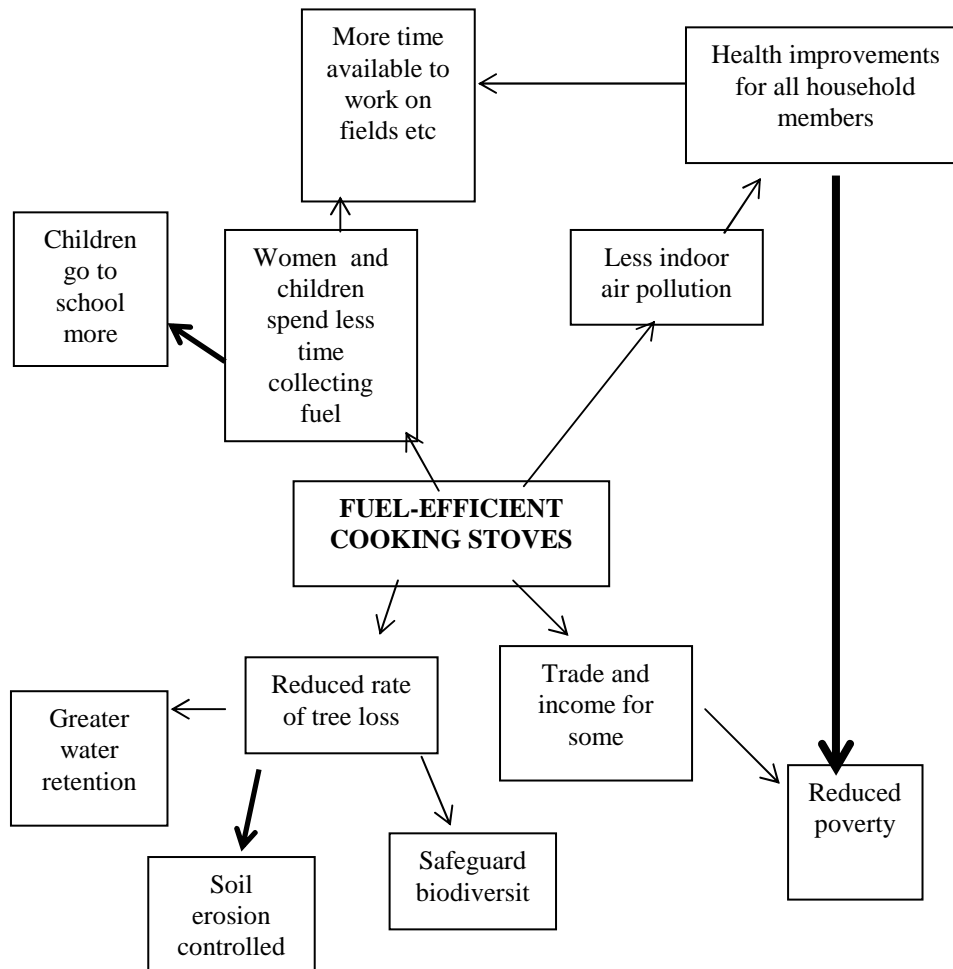 More time
available to
work on
fields etc
Health improvements
for all household
members
Children
go to
school
more
Women and
children
spend less
time
collecting
fuel
Less indoor
air pollution
FUEL-EFFICIENT
COOKING STOVES
Reduced rate
of tree loss
Trade and
income for
some
Greater
water
retention
Reduced
poverty
Safeguard
biodiversit
Soil
erosion
controlled